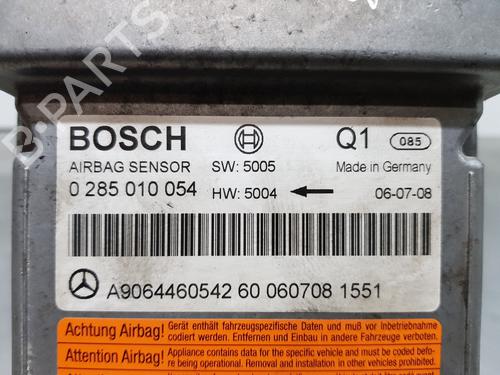 BOSCH
Q1 085
AIRBAG SENSOR SW: 5005 Made in Germany
0 285 010 054 HW: 5004 06-07-08
A9064460542 60 060708 1551
Achtung Airbag! Gerät enthält fahrzeugspezifische Daten und muß vor Inbetriebnahme
codiert werden. Entfernen und Einbau in andere Fahrzeuge verboten.
Attention Airbag! Appliance contains data for the specific vehicle and must be coded
before being operated. Removal and installation in other vehicles prohibited.
B-PARTS